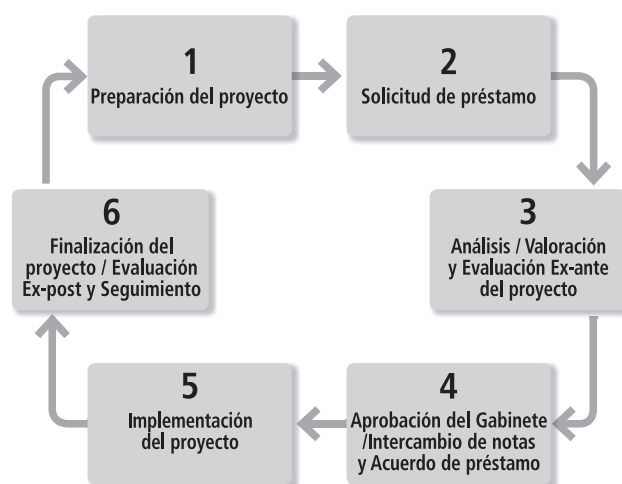 1
Preparación del proyecto
2
Solicitud de préstamo
3
Análisis / Valoración
y Evaluación Ex-ante
del proyecto
4
Aprobación del Gabinete
/Intercambio de notas
y Acuerdo de préstamo
5
Implementación
del proyecto
6
Finalización del
proyecto / Evaluación
Ex-post y Seguimiento